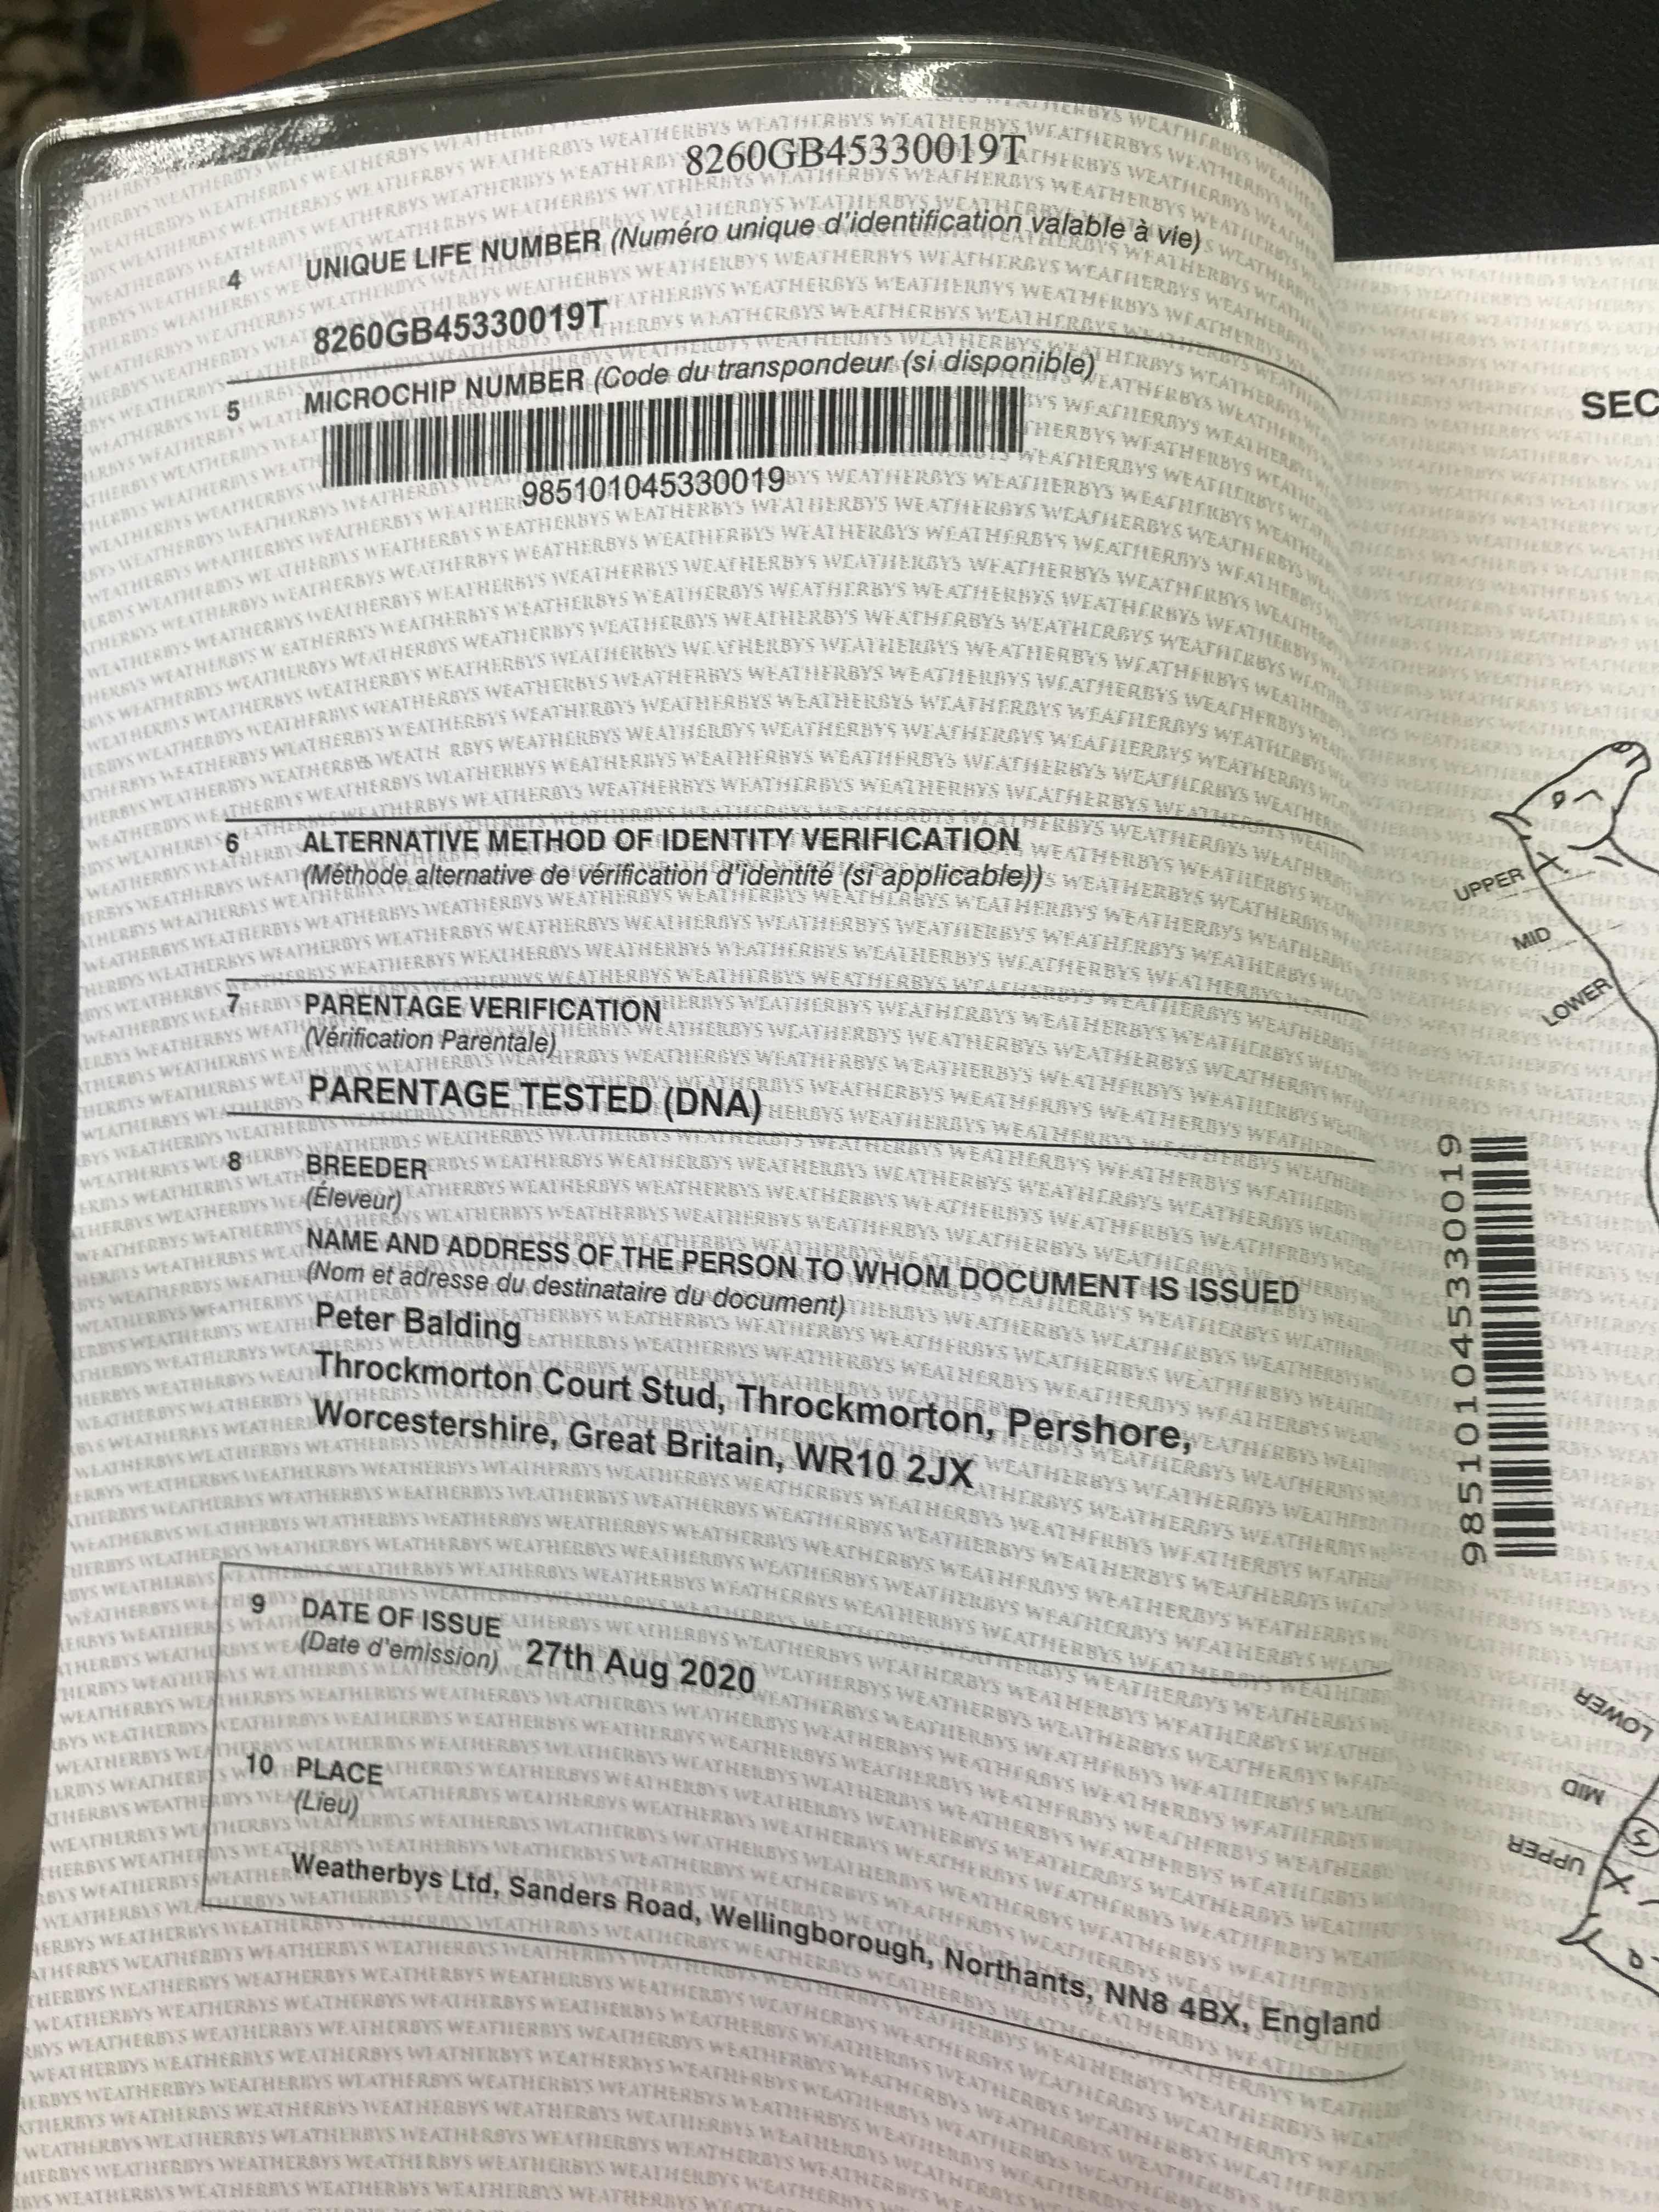 8260GB45330019T
4 UNIQUE LIFE NUMBER (Numéro unique d'identification valable à vie)
8260GB45330019T
5 MICROCHIP NUMBER (Code du transpondeur (si disponible)
985101045330019
6 ALTERNATIVE METHOD OF IDENTITY VERIFICATION
(Méthode alternative de vérification d'identité (si applicable))
7 PARENTAGE VERIFICATION
(Vérification Parentale)
PARENTAGE TESTED (DNA)
8 BREEDER
(Éleveur)
NAME AND ADDRESS OF THE PERSON TO WHOM DOCUMENT IS ISSUED
(Nom et adresse du destinataire du document)
Peter Balding
Throckmorton Court Stud, Throckmorton, Pershore,
Worcestershire, Great Britain, WR10 2JX
9 DATE OF ISSUE
(Date d'emission) 27th Aug 2020
10 PLACE
(Lieu)
Weatherbys Ltd, Sanders Road, Wellingborough, Northants, NN8 4BX, England
SEC
UPPER
MID
LOWER
985101045330019
LOWER
MID
3
UPPER